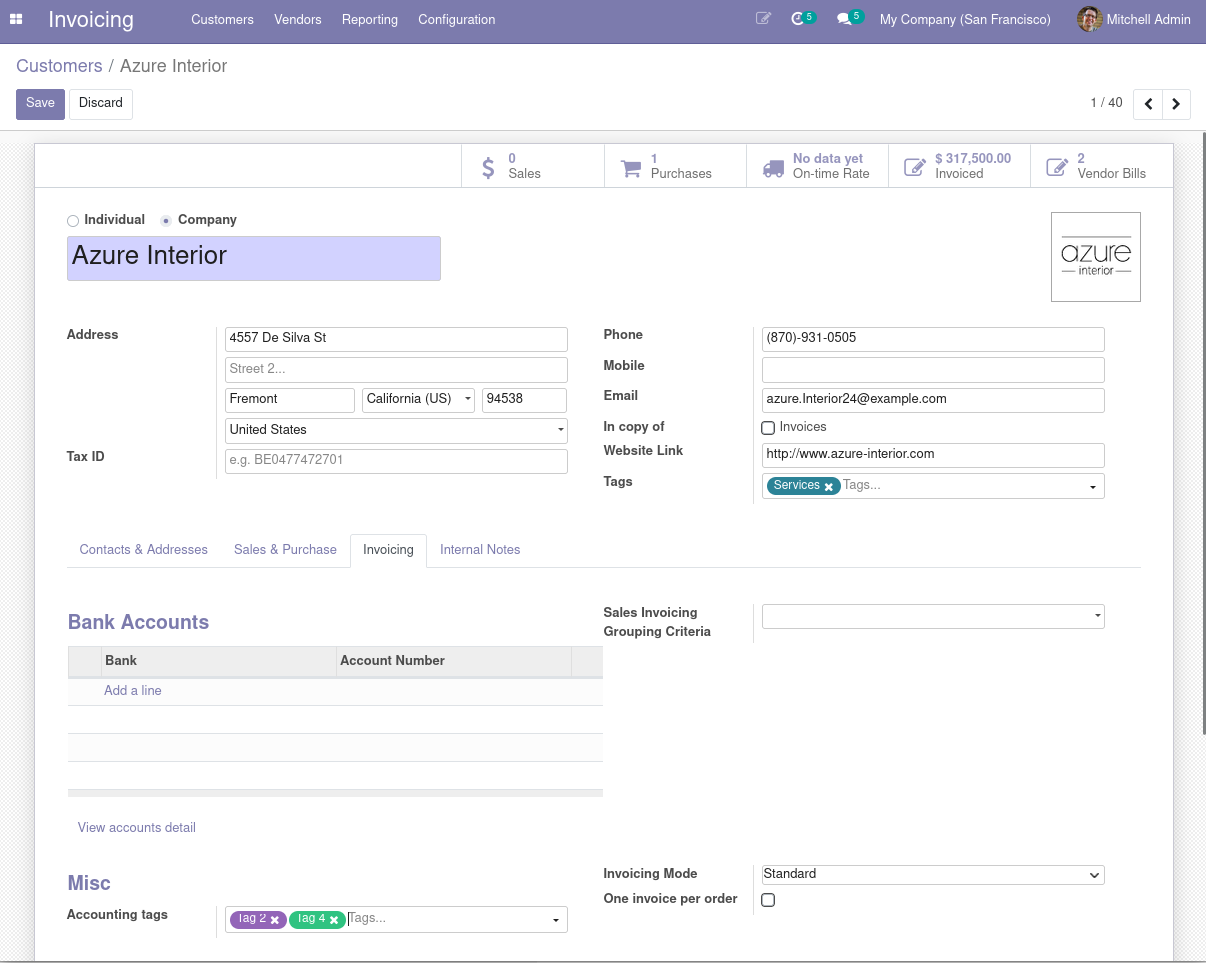 Invoicing Customers Vendors Reporting Configuration 5 5 My Company (San Francisco) Mitchell Admin
Customers / Azure Interior
Save Discard 1 / 40
0 Sales
1 Purchases
No data yet On-time Rate
$ 317,500.00 Invoiced
2 Vendor Bills
Individual Company
Azure Interior
azure
interior
Address
4557 De Silva St
Street 2...
Fremont California (US) 94538
United States
Tax ID e.g. BE0477472701
Phone (870)-931-0505
Mobile
Email azure.Interior24@example.com
In copy of Invoices
Website Link http://www.azure-interior.com
Tags Services Tags...
Contacts & Addresses Sales & Purchase Invoicing Internal Notes
Bank Accounts
Bank Account Number
Add a line
View accounts detail
Sales Invoicing
Grouping Criteria
Misc
Accounting tags Tag 2 Tag 4 Tags...
Invoicing Mode Standard
One invoice per order